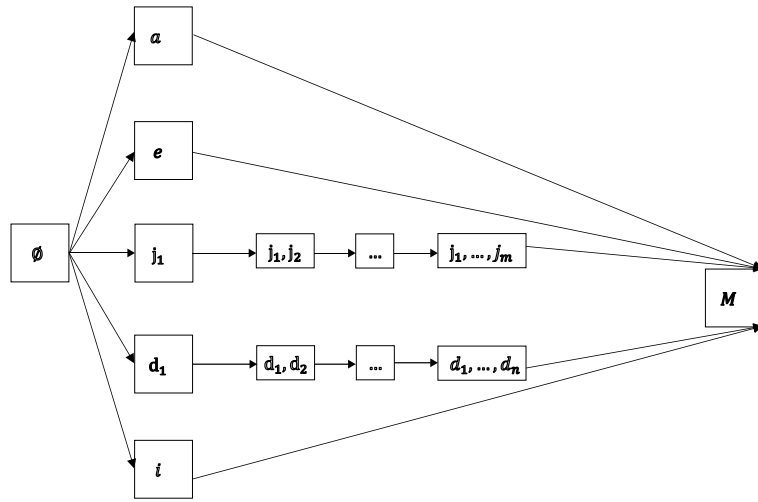 a
e
∅
j₁
j₁, j₂
...
j₁, ..., jₘ
M
d₁
d₁, d₂
...
d₁, ..., dₙ
i